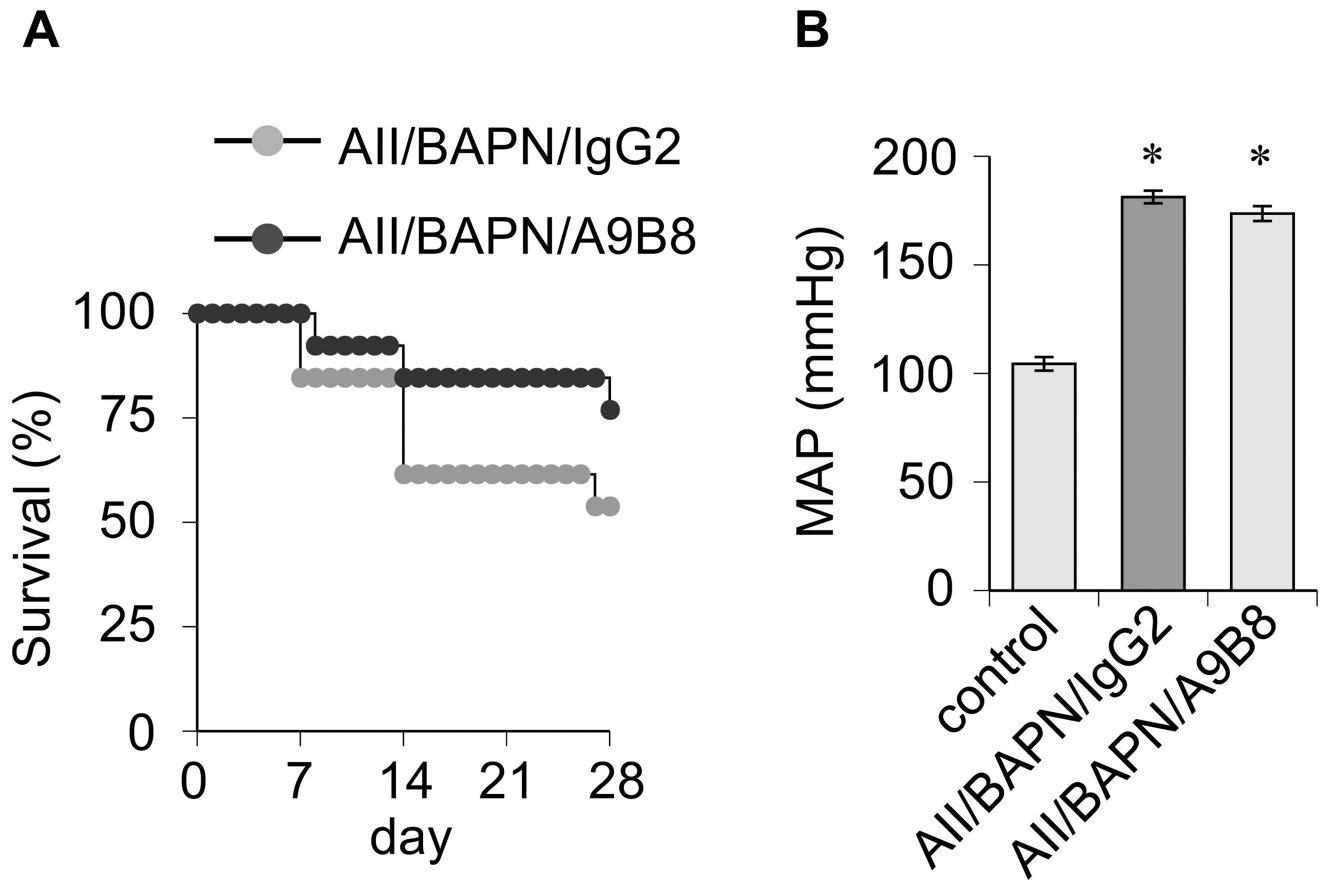 A
AII/BAPN/IgG2
AII/BAPN/A9B8
100
75
50
25
0
Survival (%)
0 7 14 21 28
day
B
* *
200
150
100
50
0
MAP (mmHg)
control
AII/BAPN/IgG2
AII/BAPN/A9B8